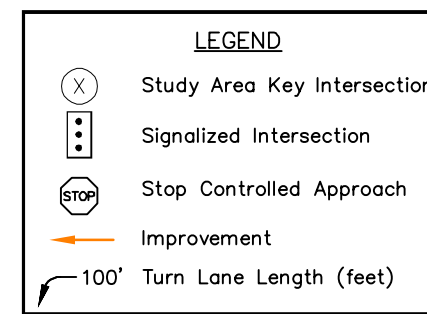 LEGEND
X Study Area Key Intersection
Signalized Intersection
STOP Stop Controlled Approach
Improvement
100' Turn Lane Length (feet)